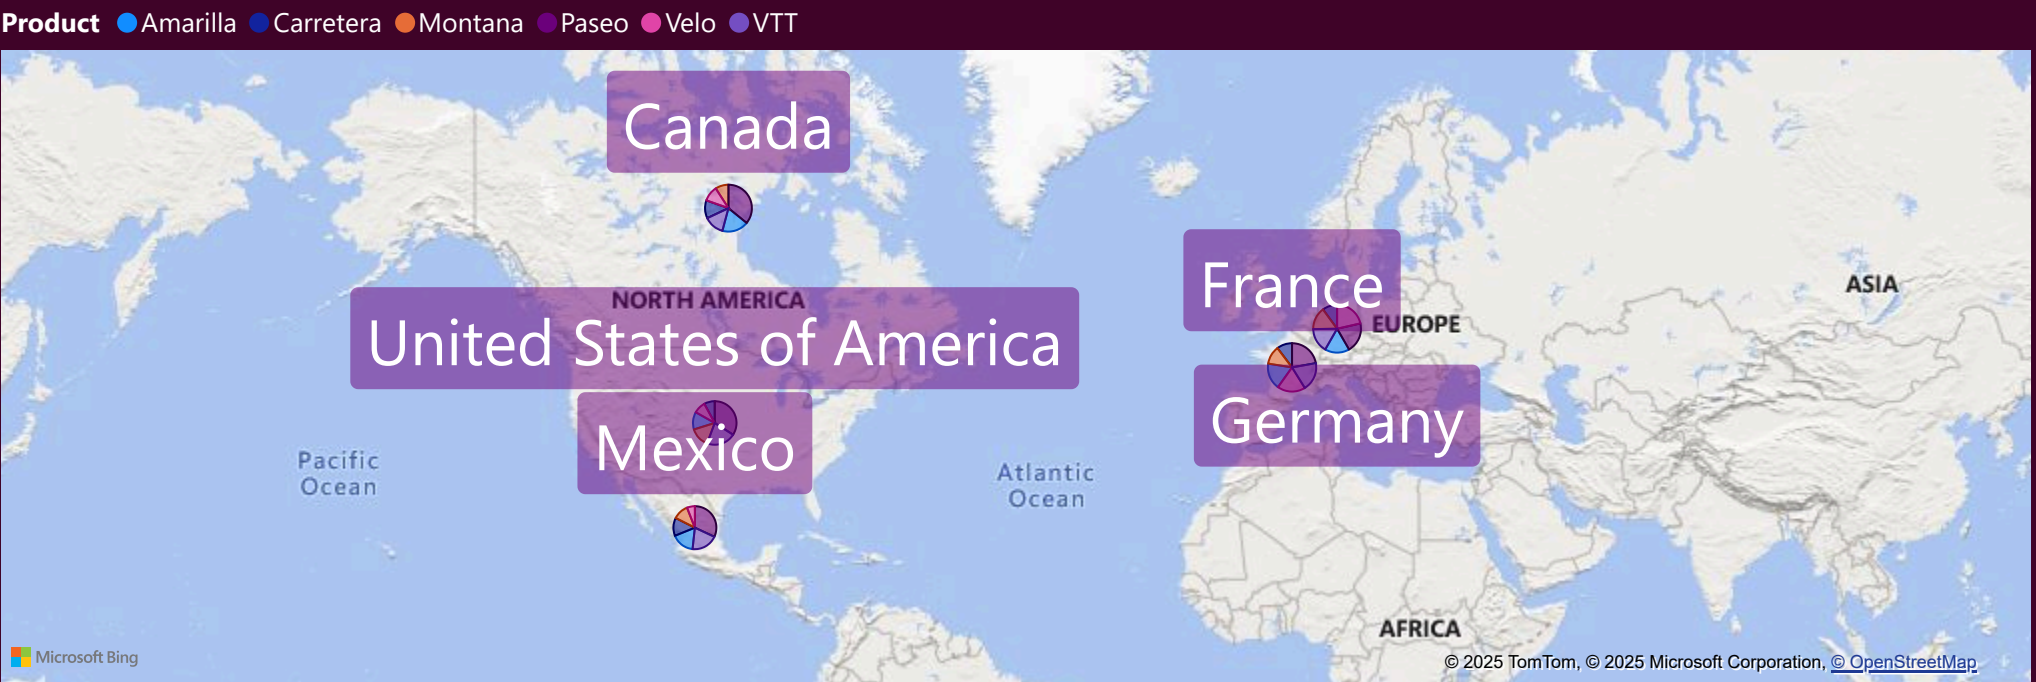 Product Amarilla Carretera Montana Paseo Velo VTT
Canada
France
ASIA
NORTH AMERICA
EUROPE
United States of America
Germany
Mexico
Pacific
Ocean
Atlantic
Ocean
AFRICA
Microsoft Bing
© 2025 TomTom, © 2025 Microsoft Corporation, © OpenStreetMap